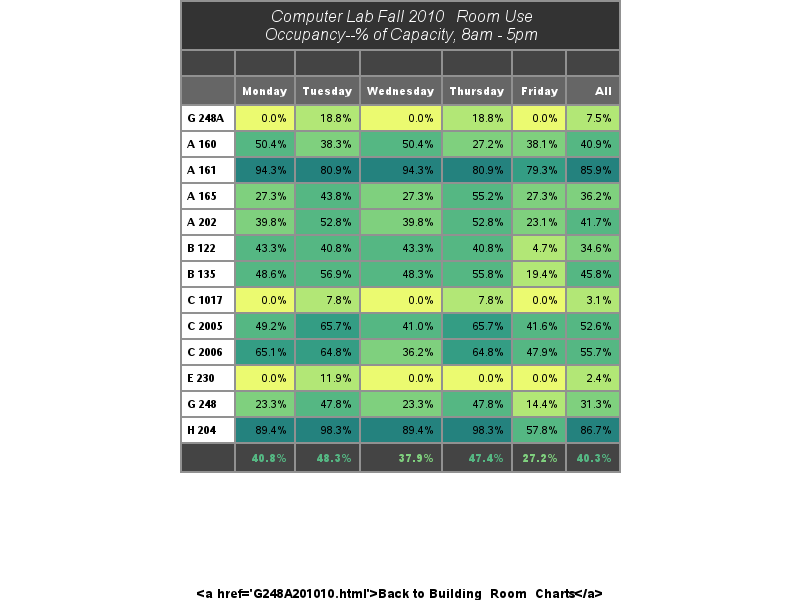 Computer Lab Fall 2010 Room Use
Occupancy--% of Capacity, 8am - 5pm
Monday Tuesday Wednesday Thursday Friday All
G 248A 0.0% 18.8% 0.0% 18.8% 0.0% 7.5%
A 160 50.4% 38.3% 50.4% 27.2% 38.1% 40.9%
A 161 94.3% 80.9% 94.3% 80.9% 79.3% 85.9%
A 165 27.3% 43.8% 27.3% 55.2% 27.3% 36.2%
A 202 39.8% 52.8% 39.8% 52.8% 23.1% 41.7%
B 122 43.3% 40.8% 43.3% 40.8% 4.7% 34.6%
B 135 48.6% 56.9% 48.3% 55.8% 19.4% 45.8%
C 1017 0.0% 7.8% 0.0% 7.8% 0.0% 3.1%
C 2005 49.2% 65.7% 41.0% 65.7% 41.6% 52.6%
C 2006 65.1% 64.8% 36.2% 64.8% 47.9% 55.7%
E 230 0.0% 11.9% 0.0% 0.0% 0.0% 2.4%
G 248 23.3% 47.8% 23.3% 47.8% 14.4% 31.3%
H 204 89.4% 98.3% 89.4% 98.3% 57.8% 86.7%
40.8% 48.3% 37.9% 47.4% 27.2% 40.3%
<a href='G248A201010.html'>Back to Building Room Charts</a>